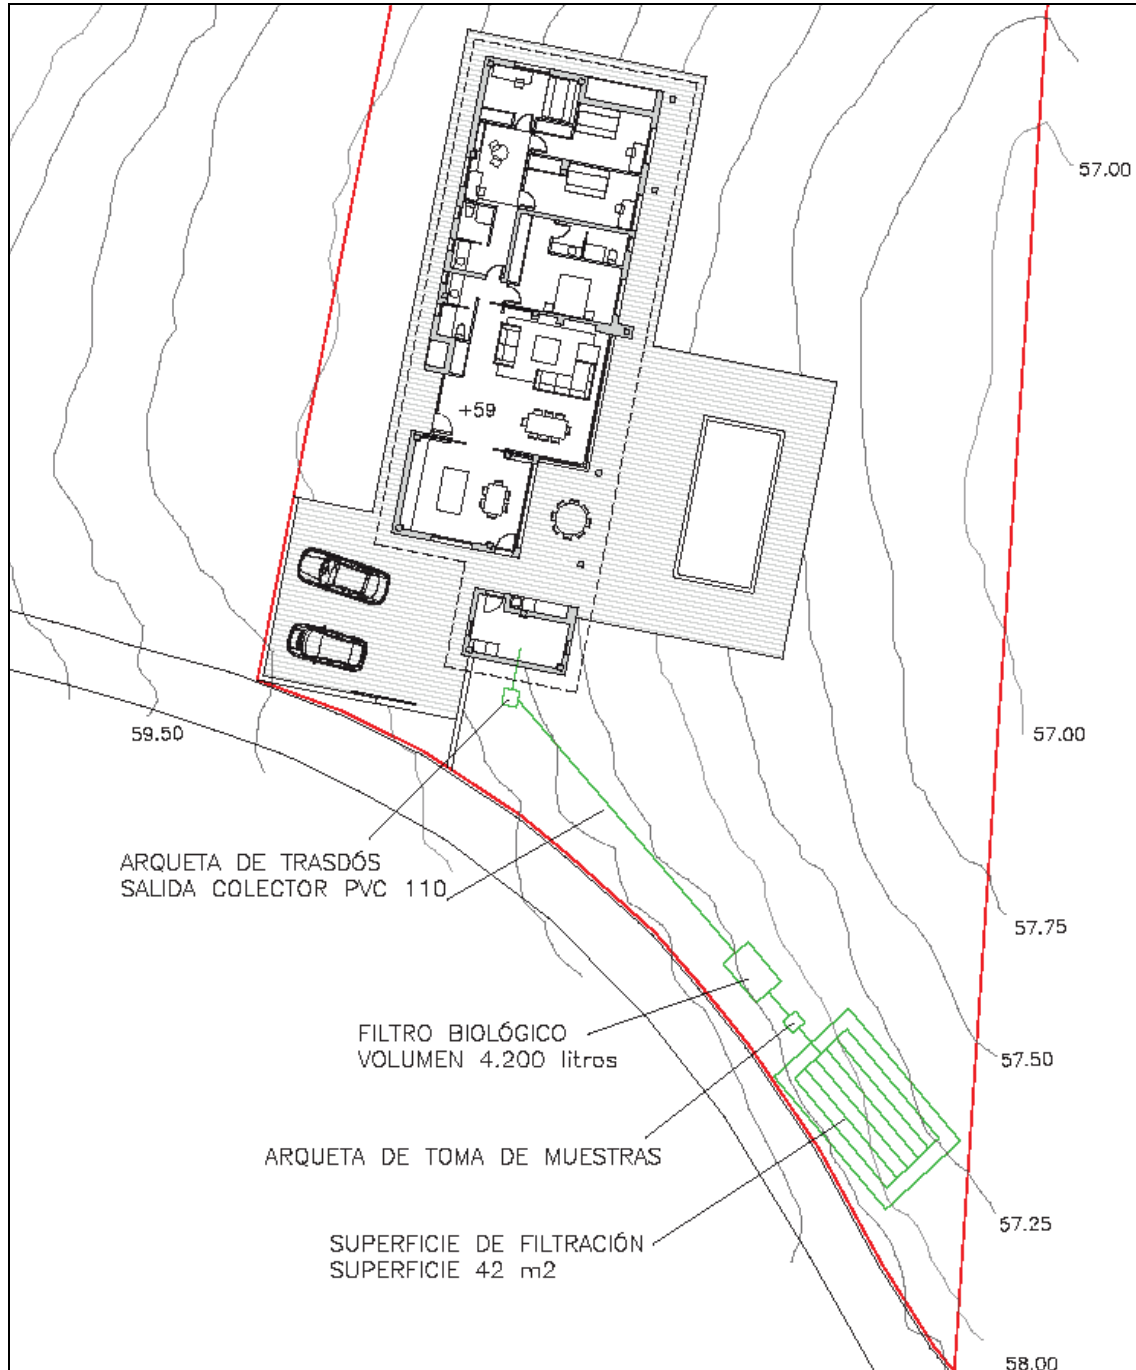 57.00
+59
59.50
57.00
ARQUETA DE TRASDÓS
SALIDA COLECTOR PVC 110
57.75
FILTRO BIOLÓGICO
VOLUMEN 4.200 litros
57.50
ARQUETA DE TOMA DE MUESTRAS
57.25
SUPERFICIE DE FILTRACIÓN
SUPERFICIE 42 m2
58.00